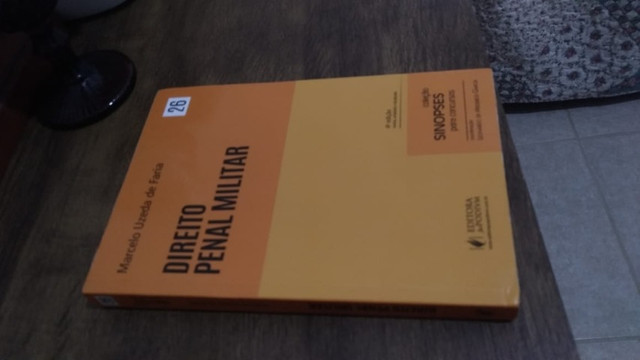 26
Marcelo Uzeda de Faria
DIREITO
PENAL MILITAR
coleção
SINOPSES
para concursos
EDITORA
JusPODIVM